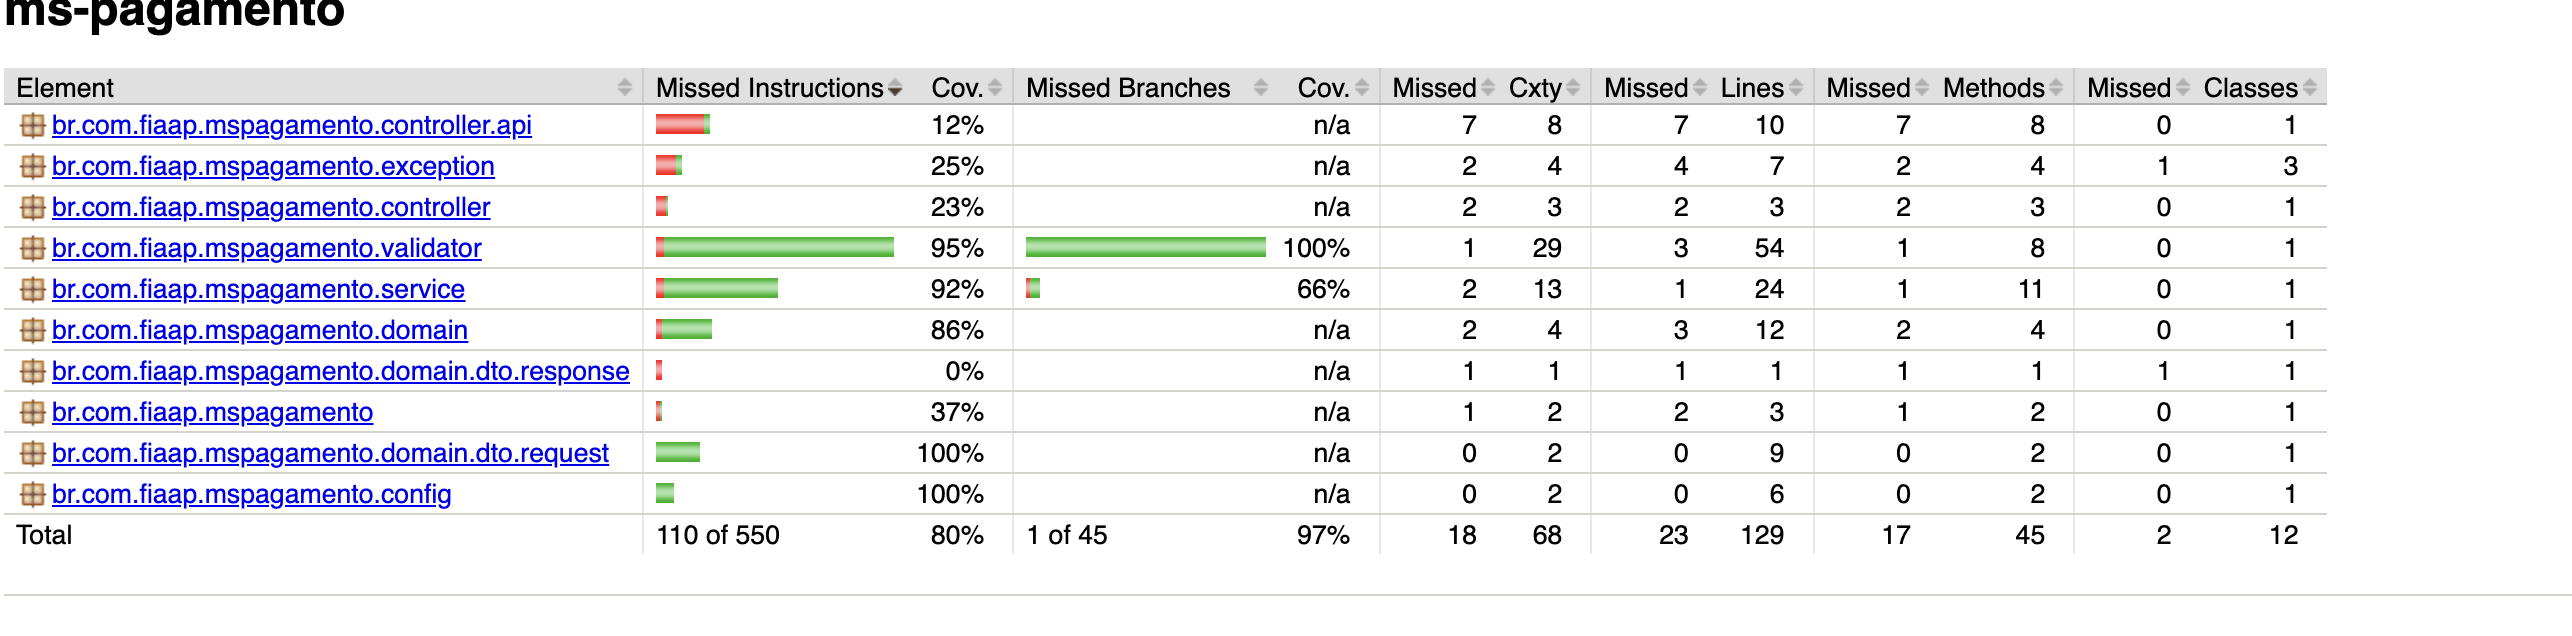 ms-pagamento
Element Missed Instructions Cov. Missed Branches Cov. Missed Cxty Missed Lines Missed Methods Missed Classes
br.com.fiaap.mspagamento.controller.api 12% n/a 7 8 7 10 7 8 0 1
br.com.fiaap.mspagamento.exception 25% n/a 2 4 4 7 2 4 1 3
br.com.fiaap.mspagamento.controller 23% n/a 2 3 2 3 2 3 0 1
br.com.fiaap.mspagamento.validator 95% 100% 1 29 3 54 1 8 0 1
br.com.fiaap.mspagamento.service 92% 66% 2 13 1 24 1 11 0 1
br.com.fiaap.mspagamento.domain 86% n/a 2 4 3 12 2 4 0 1
br.com.fiaap.mspagamento.domain.dto.response 0% n/a 1 1 1 1 1 1 1 1
br.com.fiaap.mspagamento 37% n/a 1 2 2 3 1 2 0 1
br.com.fiaap.mspagamento.domain.dto.request 100% n/a 0 2 0 9 0 2 0 1
br.com.fiaap.mspagamento.config 100% n/a 0 2 0 6 0 2 0 1
Total 110 of 550 80% 1 of 45 97% 18 68 23 129 17 45 2 12